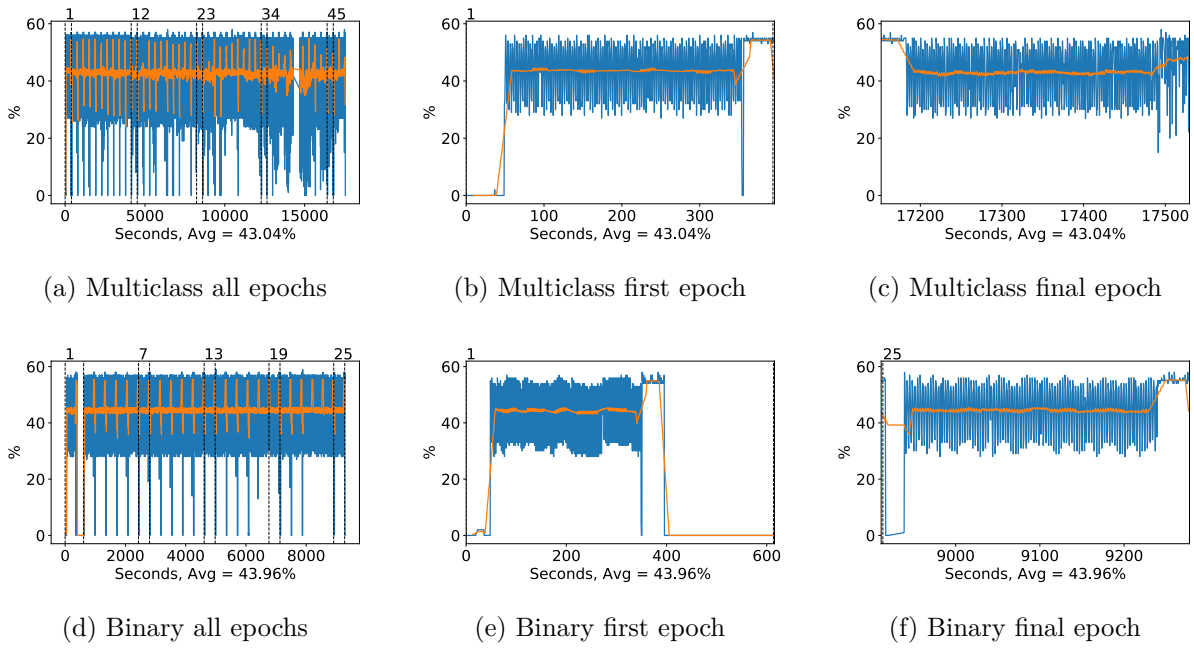 1 12 23 34 45
60
40
20
0
%
0 5000 10000 15000
Seconds, Avg = 43.04%
(a) Multiclass all epochs
1
60
40
20
0
%
0 100 200 300
Seconds, Avg = 43.04%
(b) Multiclass first epoch
60
40
20
0
%
17200 17300 17400 17500
Seconds, Avg = 43.04%
(c) Multiclass final epoch
1 7 13 19 25
60
40
20
0
%
0 2000 4000 6000 8000
Seconds, Avg = 43.96%
(d) Binary all epochs
1
60
40
20
0
%
0 200 400 600
Seconds, Avg = 43.96%
(e) Binary first epoch
25
60
40
20
0
%
9000 9100 9200
Seconds, Avg = 43.96%
(f) Binary final epoch